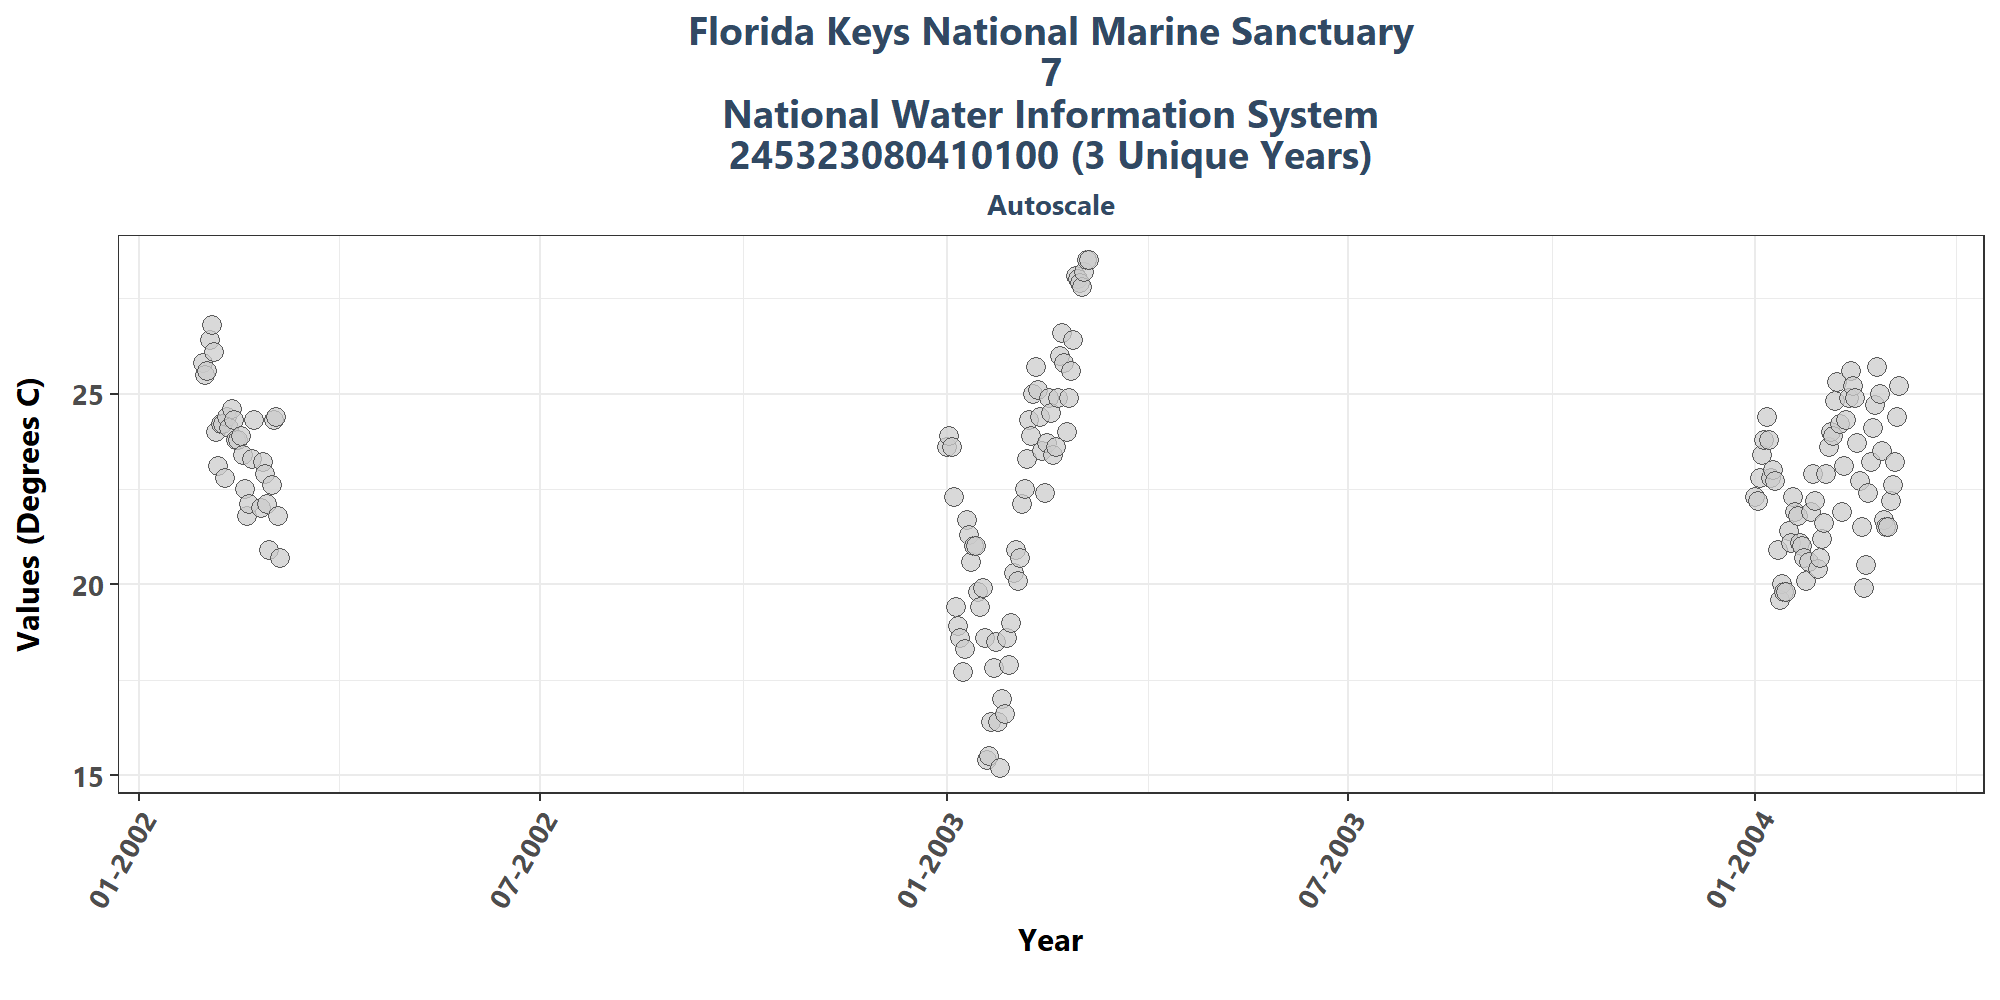 Florida Keys National Marine Sanctuary
7
National Water Information System
245323080410100 (3 Unique Years)
Autoscale
Values (Degrees C)
25
20
15
01-2002
07-2002
01-2003
07-2003
01-2004
Year